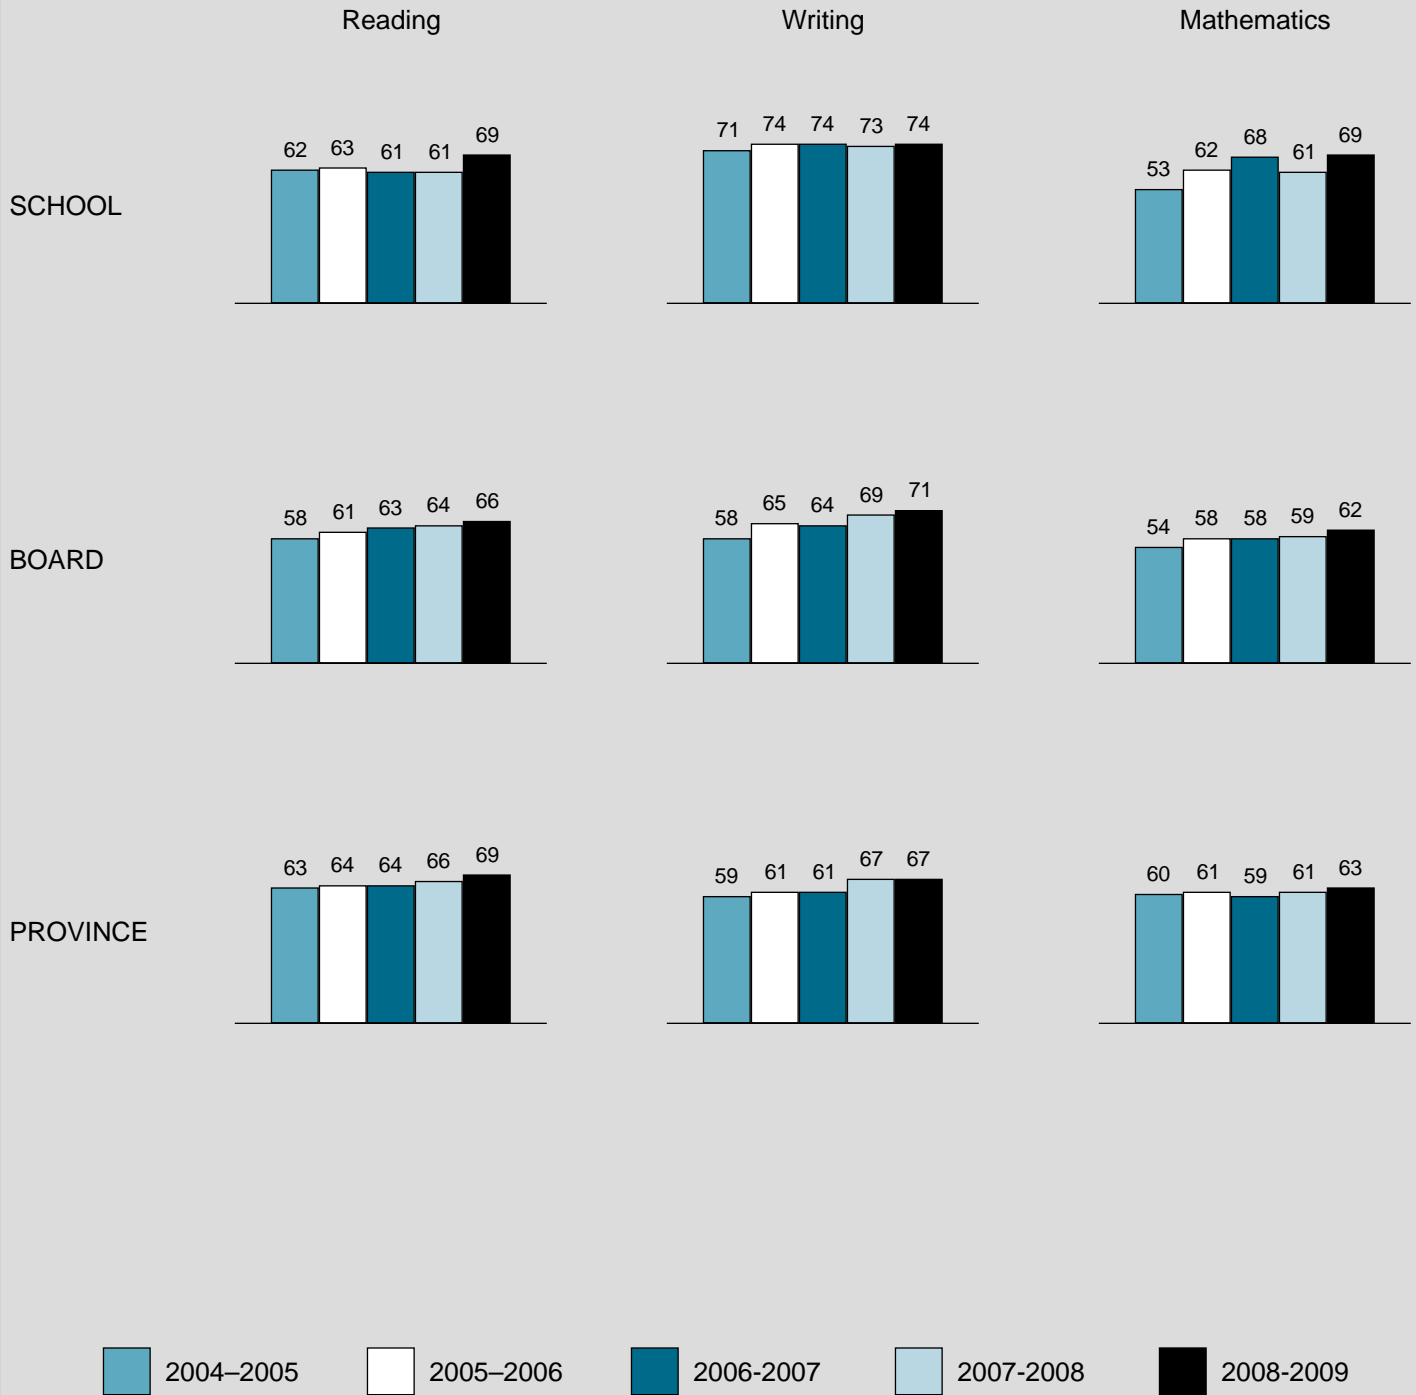 Reading Writing Mathematics
62 63 61 61 69 71 74 74 73 74 53 62 68 61 69
SCHOOL
58 61 63 64 66 58 65 64 69 71 54 58 58 59 62
BOARD
63 64 64 66 69 59 61 61 67 67 60 61 59 61 63
PROVINCE
2004–2005 2005–2006 2006-2007 2007-2008 2008-2009